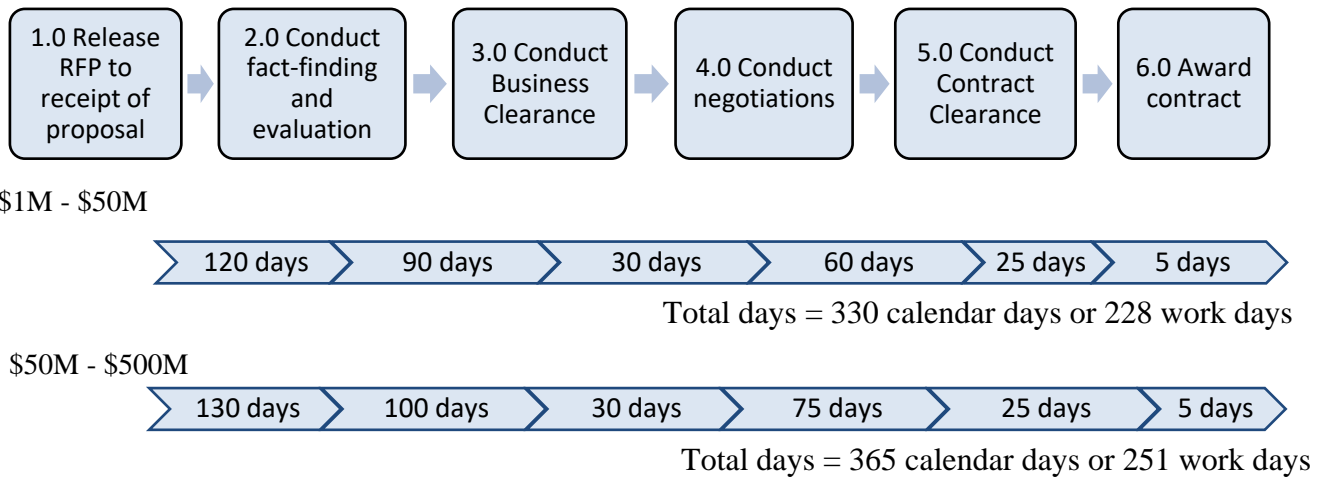 1.0 Release
RFP to
receipt of
proposal
2.0 Conduct
fact-finding
and
evaluation
3.0 Conduct
Business
Clearance
4.0 Conduct
negotiations
5.0 Conduct
Contract
Clearance
6.0 Award
contract
$1M - $50M
120 days
90 days
30 days
60 days
25 days
5 days
Total days = 330 calendar days or 228 work days
$50M - $500M
130 days
100 days
30 days
75 days
25 days
5 days
Total days = 365 calendar days or 251 work days